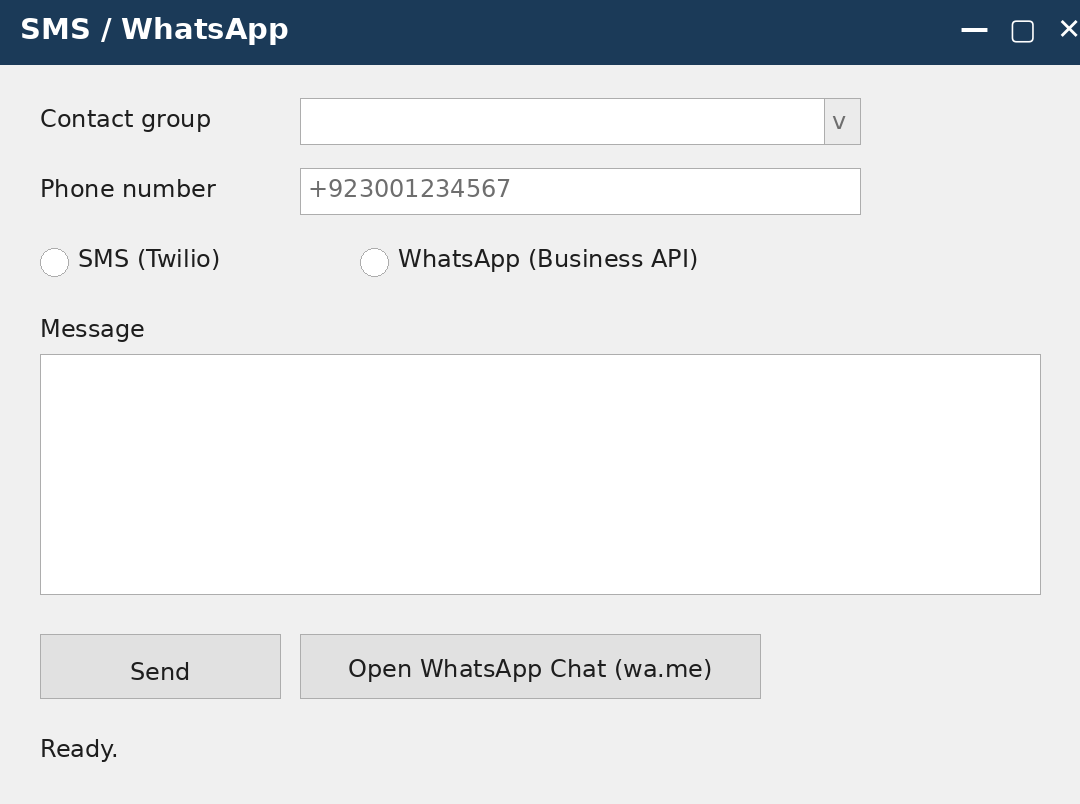 SMS / WhatsApp
Contact group
v
Phone number
+923001234567
SMS (Twilio)
WhatsApp (Business API)
Message
Send
Open WhatsApp Chat (wa.me)
Ready.